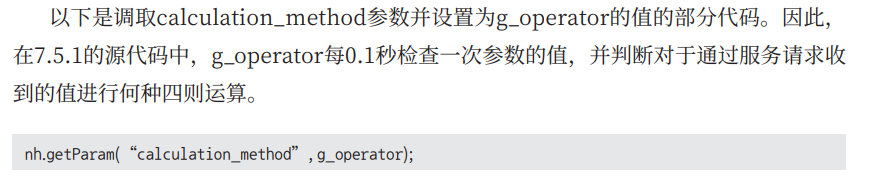 以下是调取calculation_method参数并设置为g_operator的值的部分代码。因此，
在7.5.1的源代码中，g_operator每0.1秒检查一次参数的值，并判断对于通过服务请求收
到的值进行何种四则运算。
nh.getParam(“calculation_method”, g_operator);